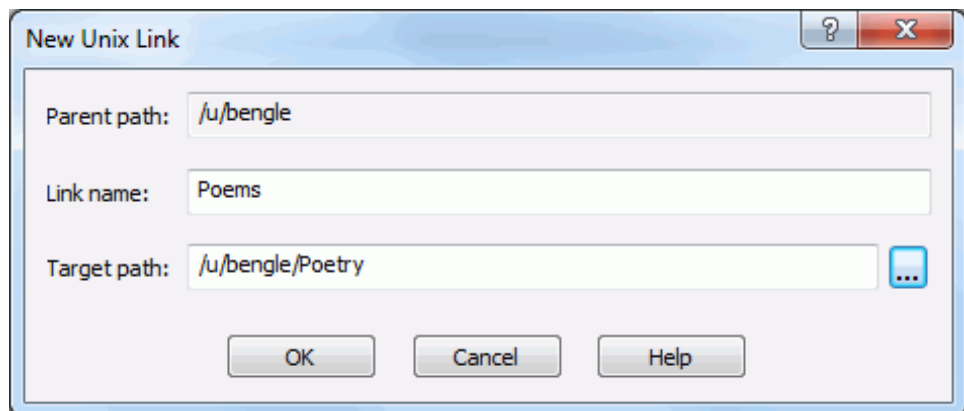 New Unix Link
Parent path: /u/bengle
Link name: Poems
Target path: /u/bengle/Poetry ...
OK Cancel Help